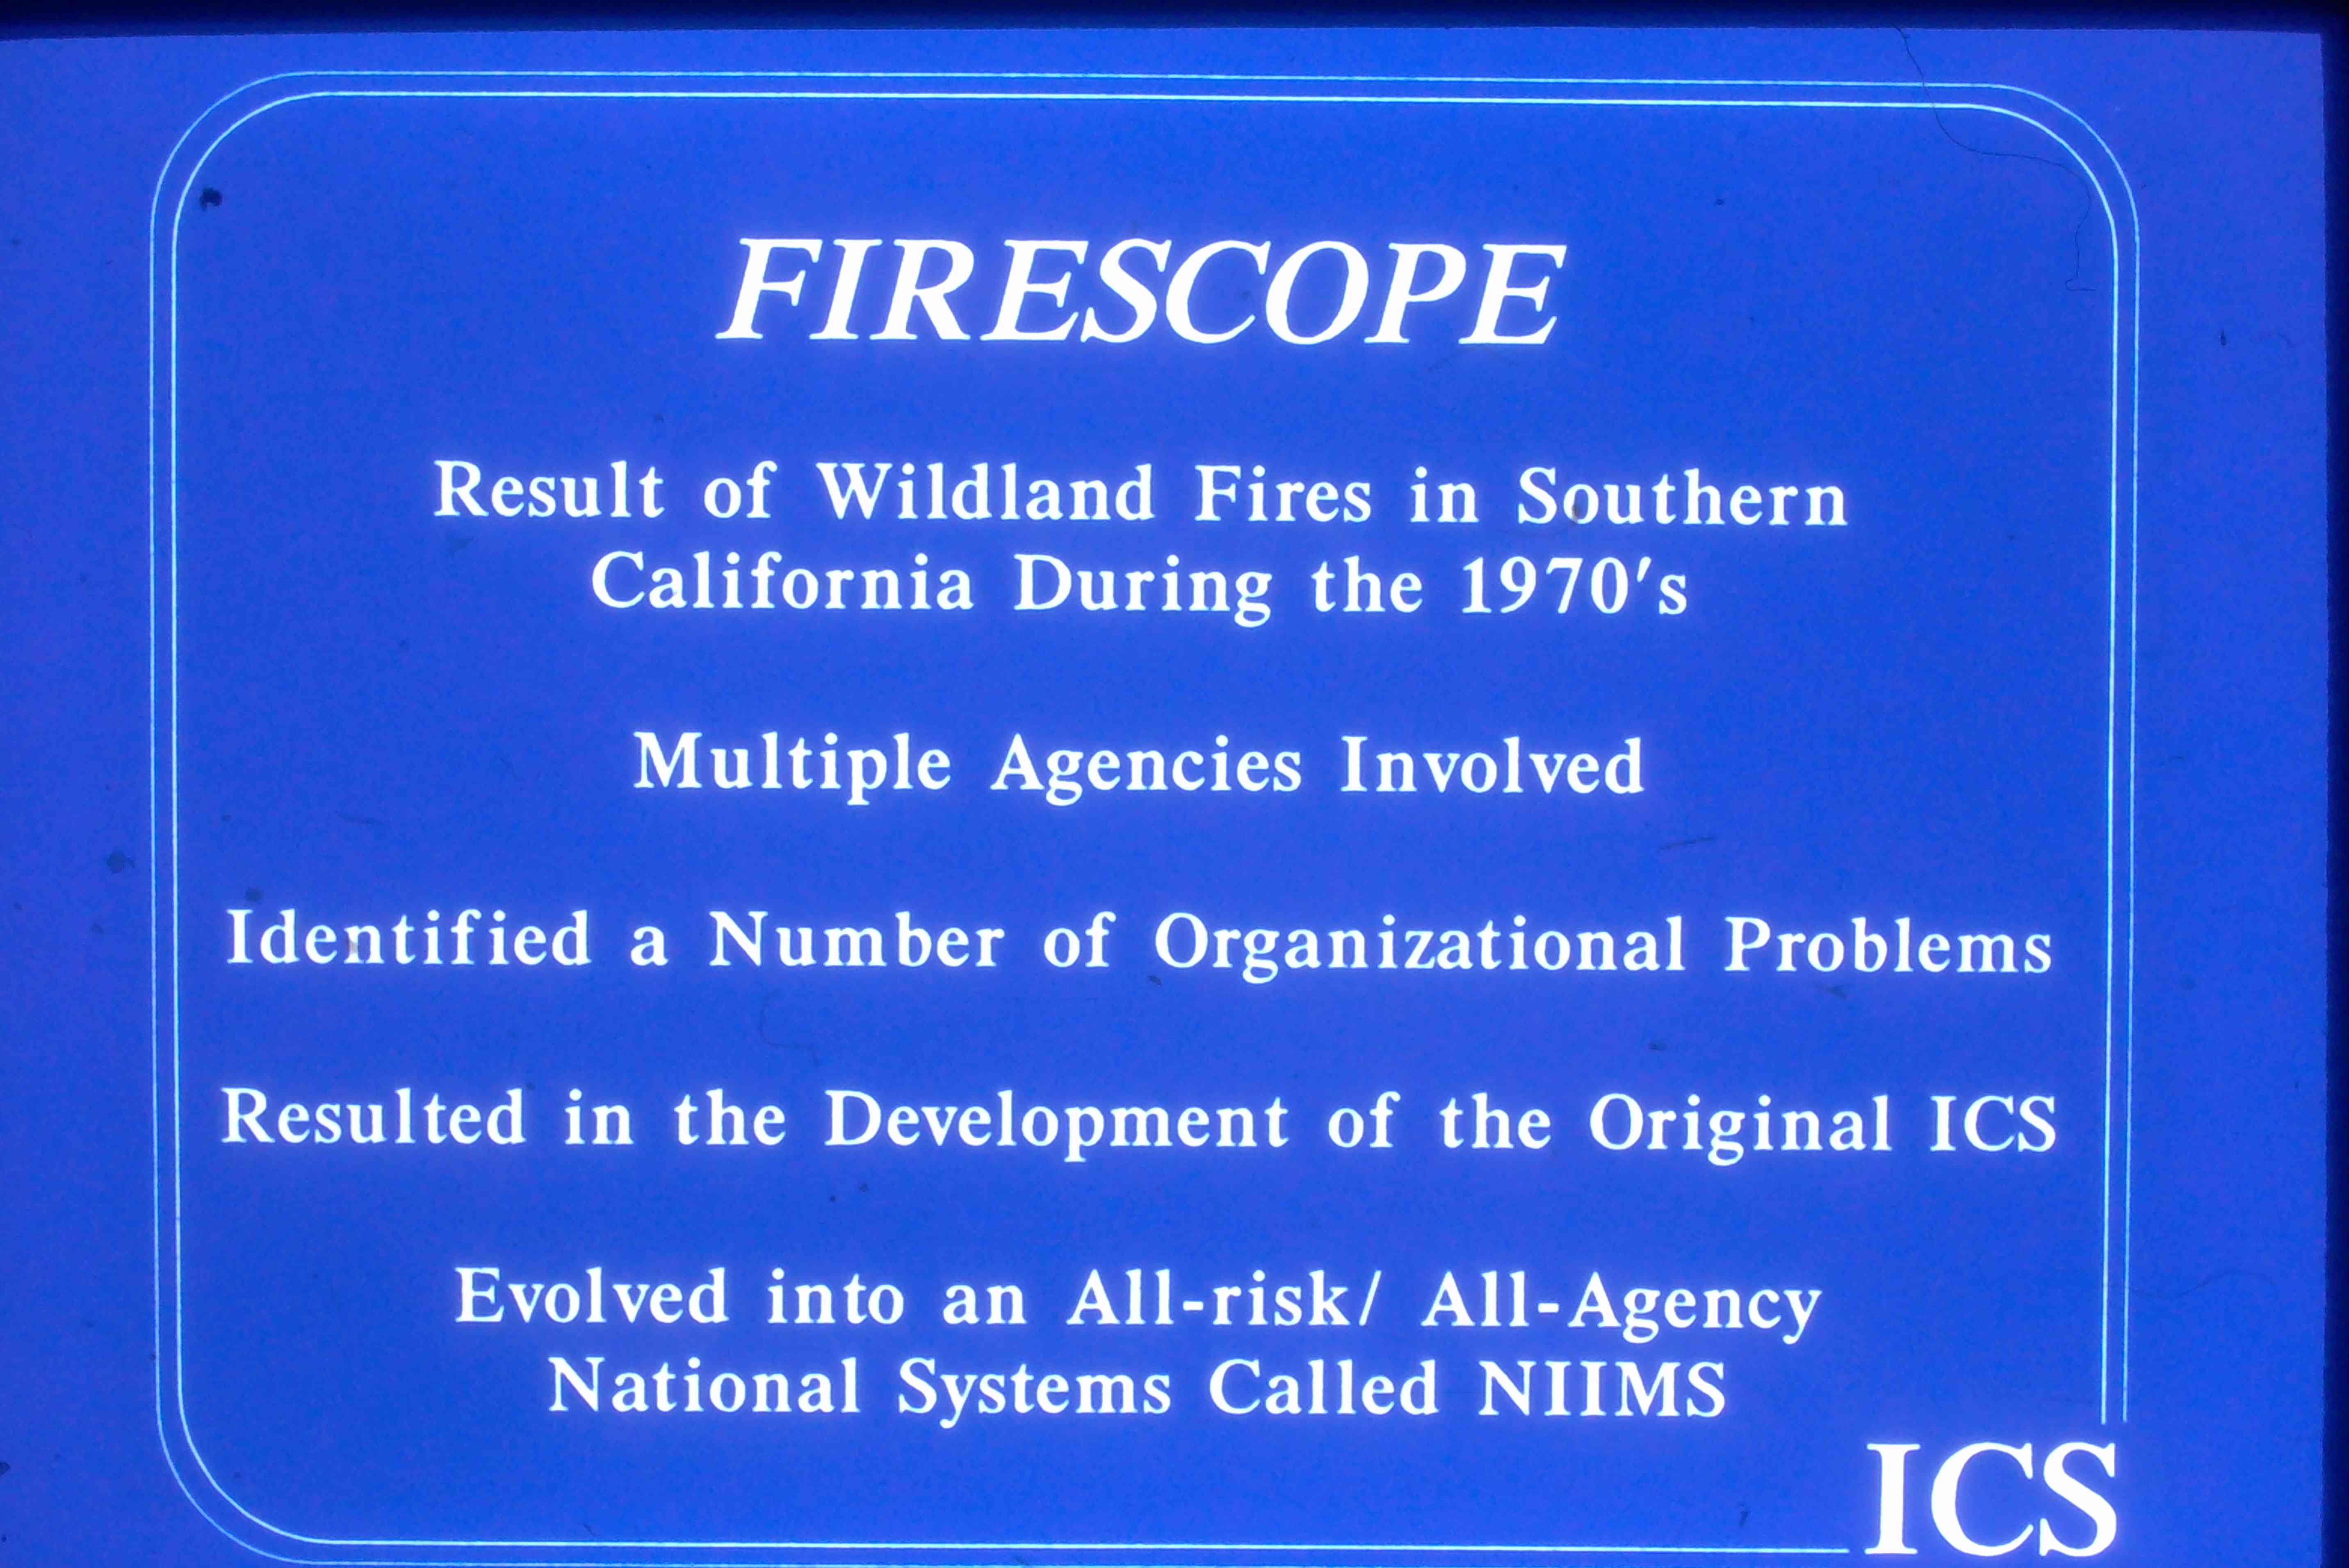 FIRESCOPE
Result of Wildland Fires in Southern
California During the 1970's
Multiple Agencies Involved
Identified a Number of Organizational Problems
Resulted in the Development of the Original ICS
Evolved into an All-risk/ All-Agency
National Systems Called NIIMS
ICS